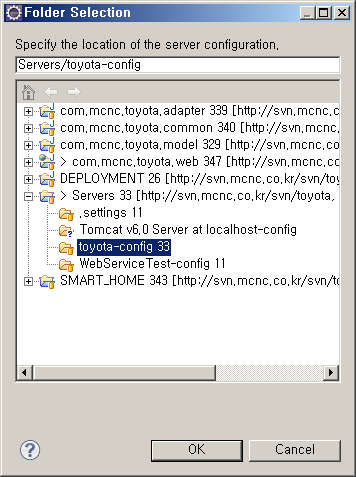 Folder Selection
Specify the location of the server configuration.
Servers/toyota-config
com.mcnc.toyota.adapter 339 [http://svn.mcnc.c
com.mcnc.toyota.common 340 [http://svn.mcnc.
com.mcnc.toyota.model 329 [http://svn.mcnc.co
> com.mcnc.toyota.web 347 [http://svn.mcnc.co
DEPLOYMENT 26 [http://svn.mcnc.co.kr/svn/toy
> Servers 33 [http://svn.mcnc.co.kr/svn/toyota,
.settings 11
Tomcat v6.0 Server at localhost-config
toyota-config 33
WebServiceTest-config 11
SMART_HOME 343 [http://svn.mcnc.co.kr/svn/to
OK
Cancel